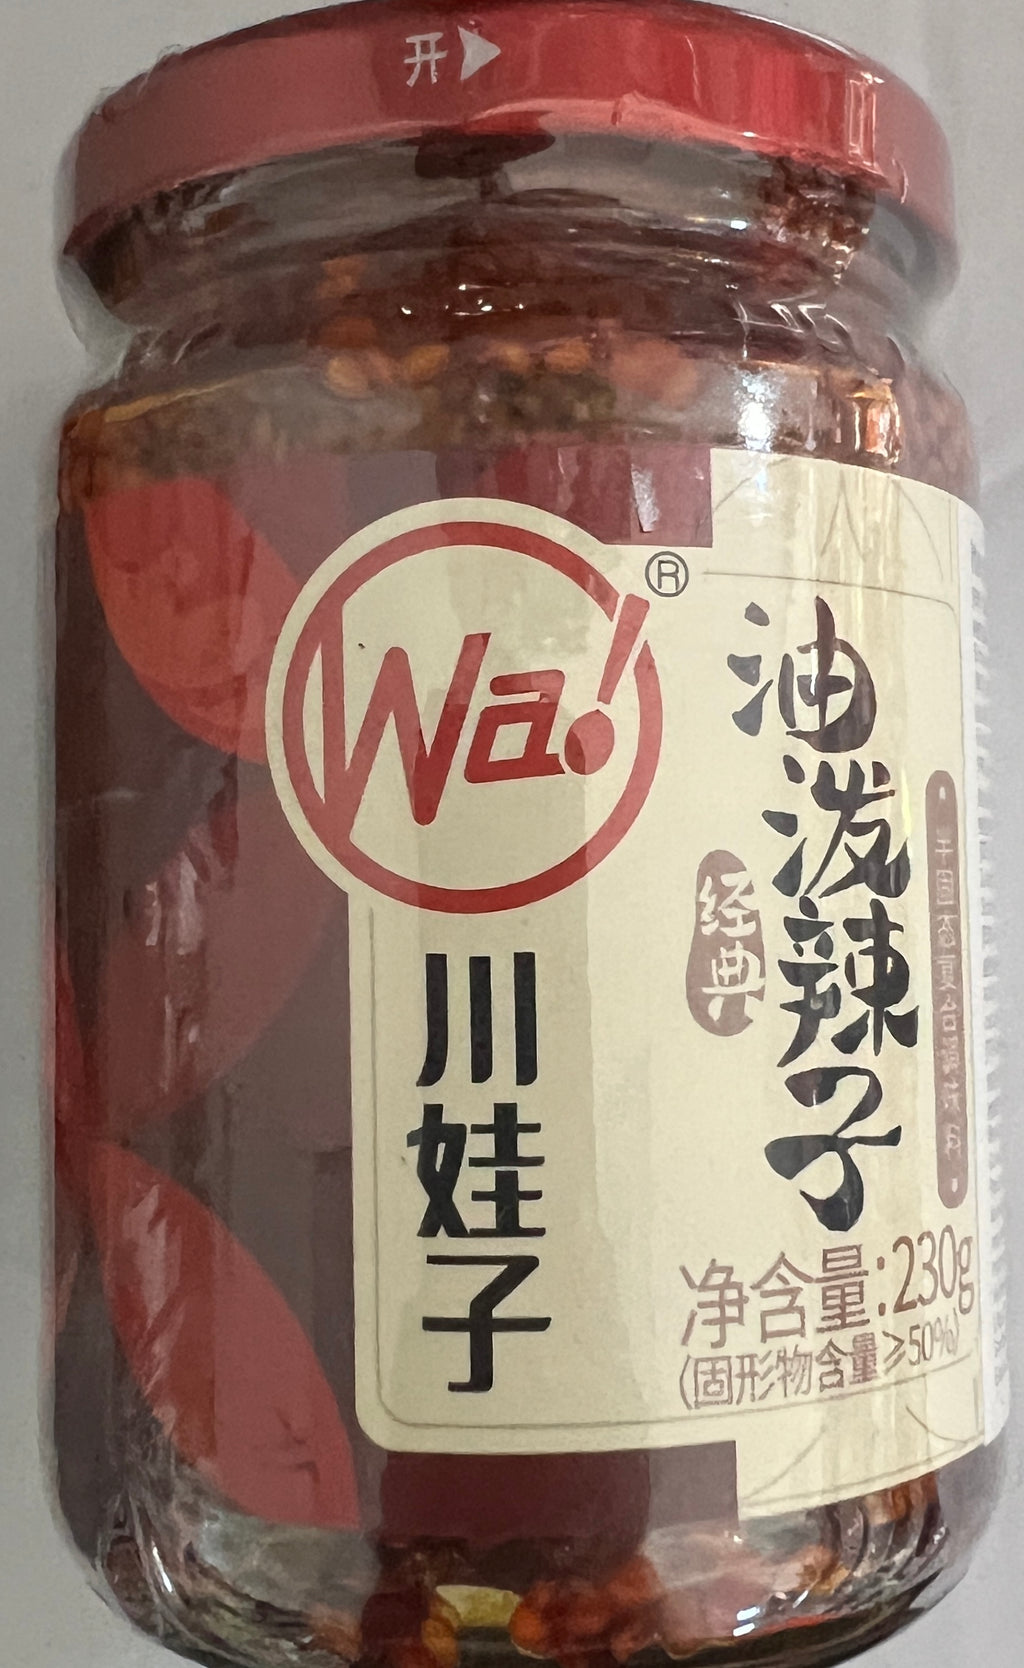 开
Wa!
®
川娃子
油泼辣子
经典
净含量:230g
(固形物含量≥50%)